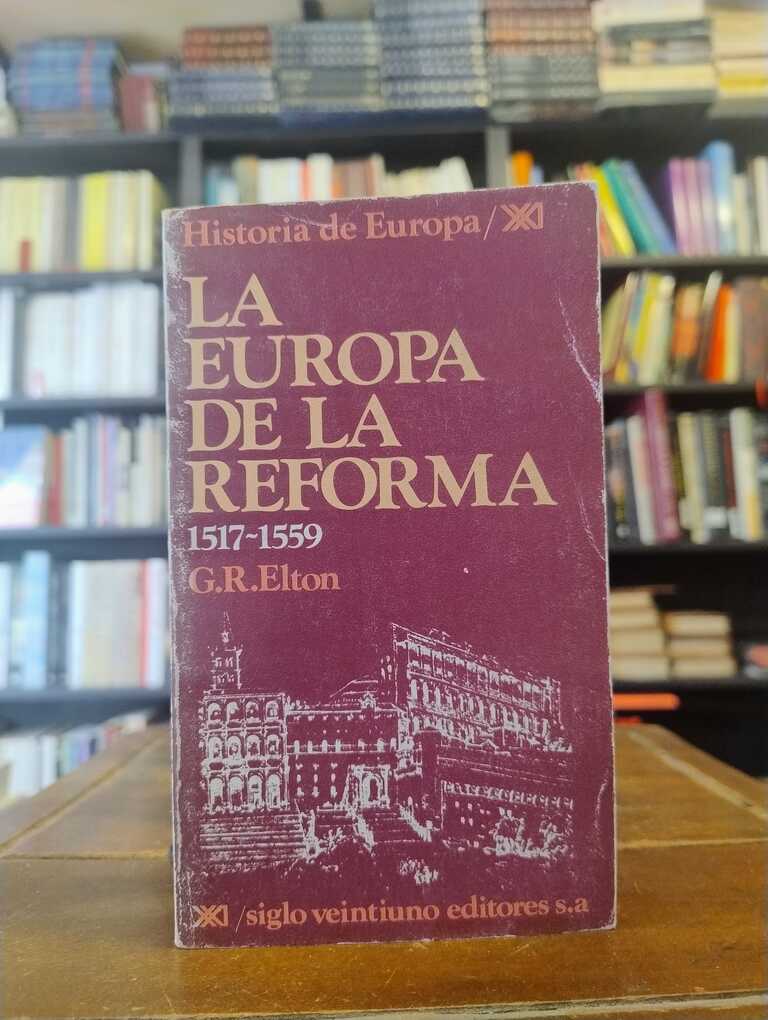 Historia de Europa/XXI
LA
EUROPA
DE LA
REFORMA
1517~1559
G.R.Elton
XXI/siglo veintiuno editores s.a